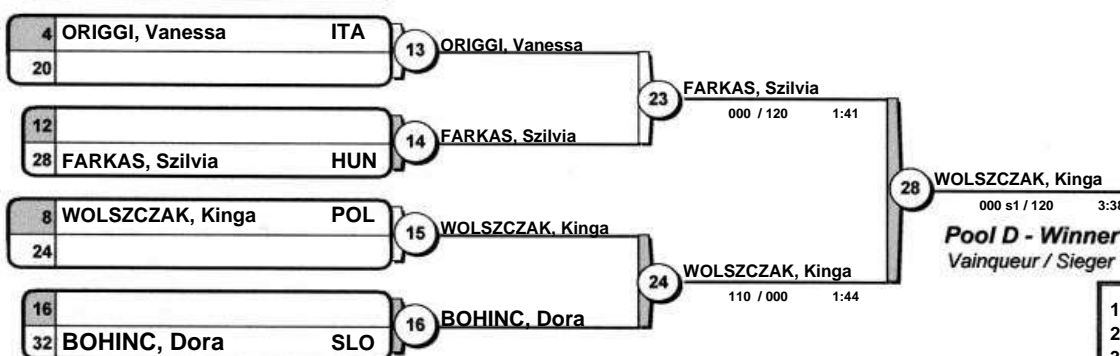 4 ORIGGI, Vanessa ITA
20
13 ORIGGI, Vanessa
12
28 FARKAS, Szilvia HUN
14 FARKAS, Szilvia
23 FARKAS, Szilvia
000 / 120 1:41
8 WOLSZCZAK, Kinga POL
24
15 WOLSZCZAK, Kinga
16
32 BOHINC, Dora SLO
16 BOHINC, Dora
24 WOLSZCZAK, Kinga
110 / 000 1:44
28 WOLSZCZAK, Kinga
000 s1 / 120 3:38
Pool D - Winner
Vainqueur / Sieger
1
2